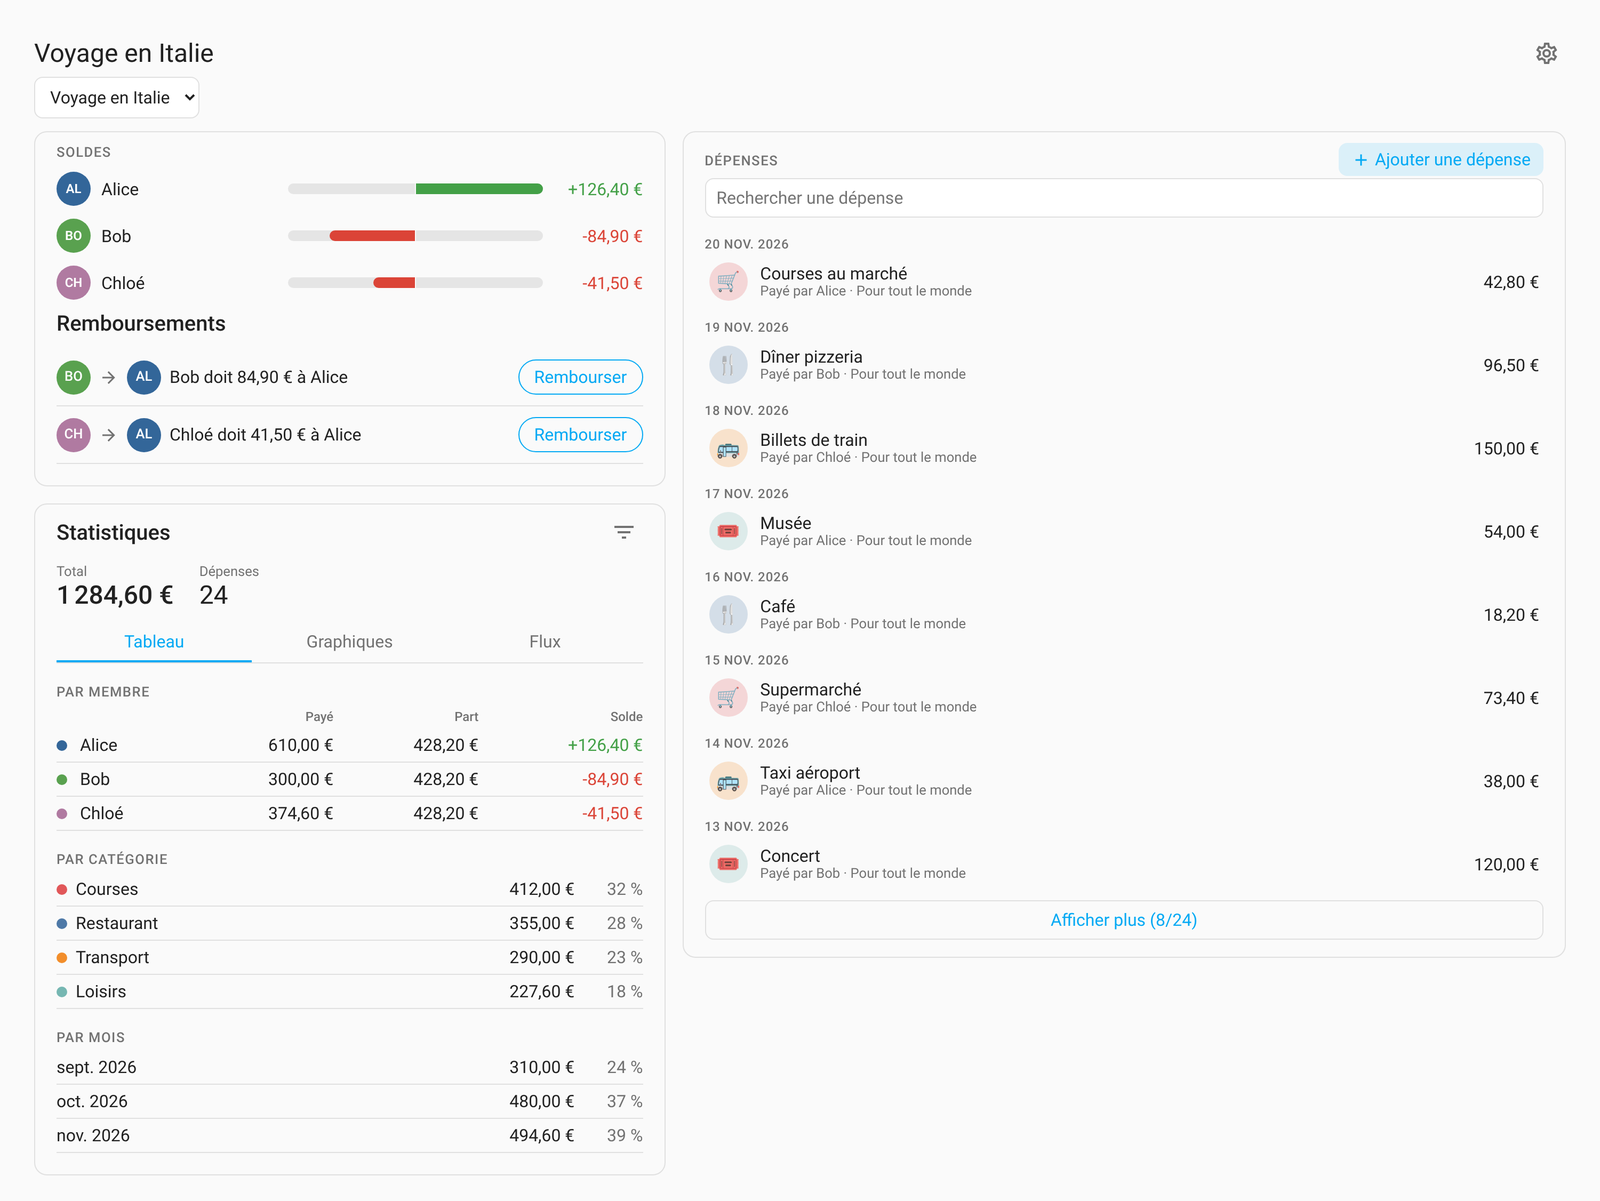 Voyage en Italie
Voyage en Italie
SOLDES
AL Alice +126,40 €
BO Bob -84,90 €
CH Chloé -41,50 €
Remboursements
BO → AL Bob doit 84,90 € à Alice Rembourser
CH → AL Chloé doit 41,50 € à Alice Rembourser
Statistiques
Total Dépenses
1 284,60 € 24
Tableau Graphiques Flux
PAR MEMBRE
Payé Part Solde
Alice 610,00 € 428,20 € +126,40 €
Bob 300,00 € 428,20 € -84,90 €
Chloé 374,60 € 428,20 € -41,50 €
PAR CATÉGORIE
Courses 412,00 € 32 %
Restaurant 355,00 € 28 %
Transport 290,00 € 23 %
Loisirs 227,60 € 18 %
PAR MOIS
sept. 2026 310,00 € 24 %
oct. 2026 480,00 € 37 %
nov. 2026 494,60 € 39 %
DÉPENSES + Ajouter une dépense
Rechercher une dépense
20 NOV. 2026
Courses au marché 42,80 €
Payé par Alice · Pour tout le monde
19 NOV. 2026
Dîner pizzeria 96,50 €
Payé par Bob · Pour tout le monde
18 NOV. 2026
Billets de train 150,00 €
Payé par Chloé · Pour tout le monde
17 NOV. 2026
Musée 54,00 €
Payé par Alice · Pour tout le monde
16 NOV. 2026
Café 18,20 €
Payé par Bob · Pour tout le monde
15 NOV. 2026
Supermarché 73,40 €
Payé par Chloé · Pour tout le monde
14 NOV. 2026
Taxi aéroport 38,00 €
Payé par Alice · Pour tout le monde
13 NOV. 2026
Concert 120,00 €
Payé par Bob · Pour tout le monde
Afficher plus (8/24)